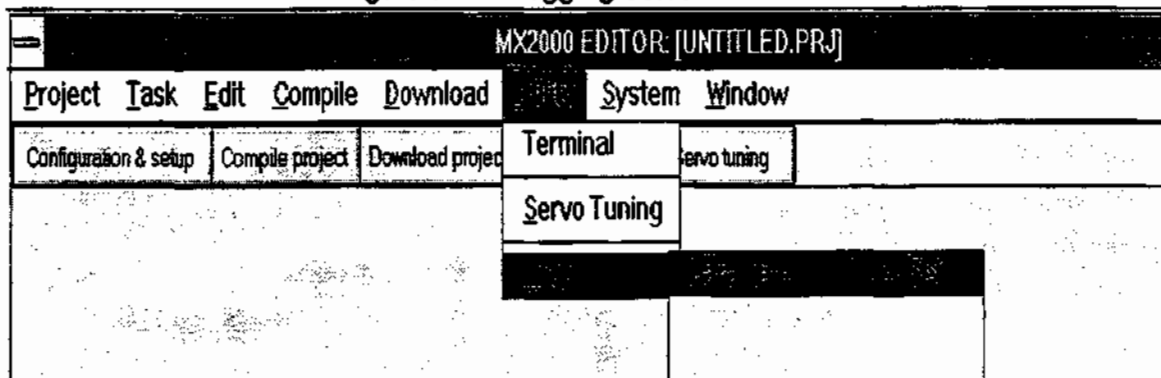 MX2000 EDITOR: [UNTITLED.PRJ]
Project Task Edit Compile Download System Window
Configuration & setup Compile project Download projec ervo tuning
Terminal
Servo Tuning